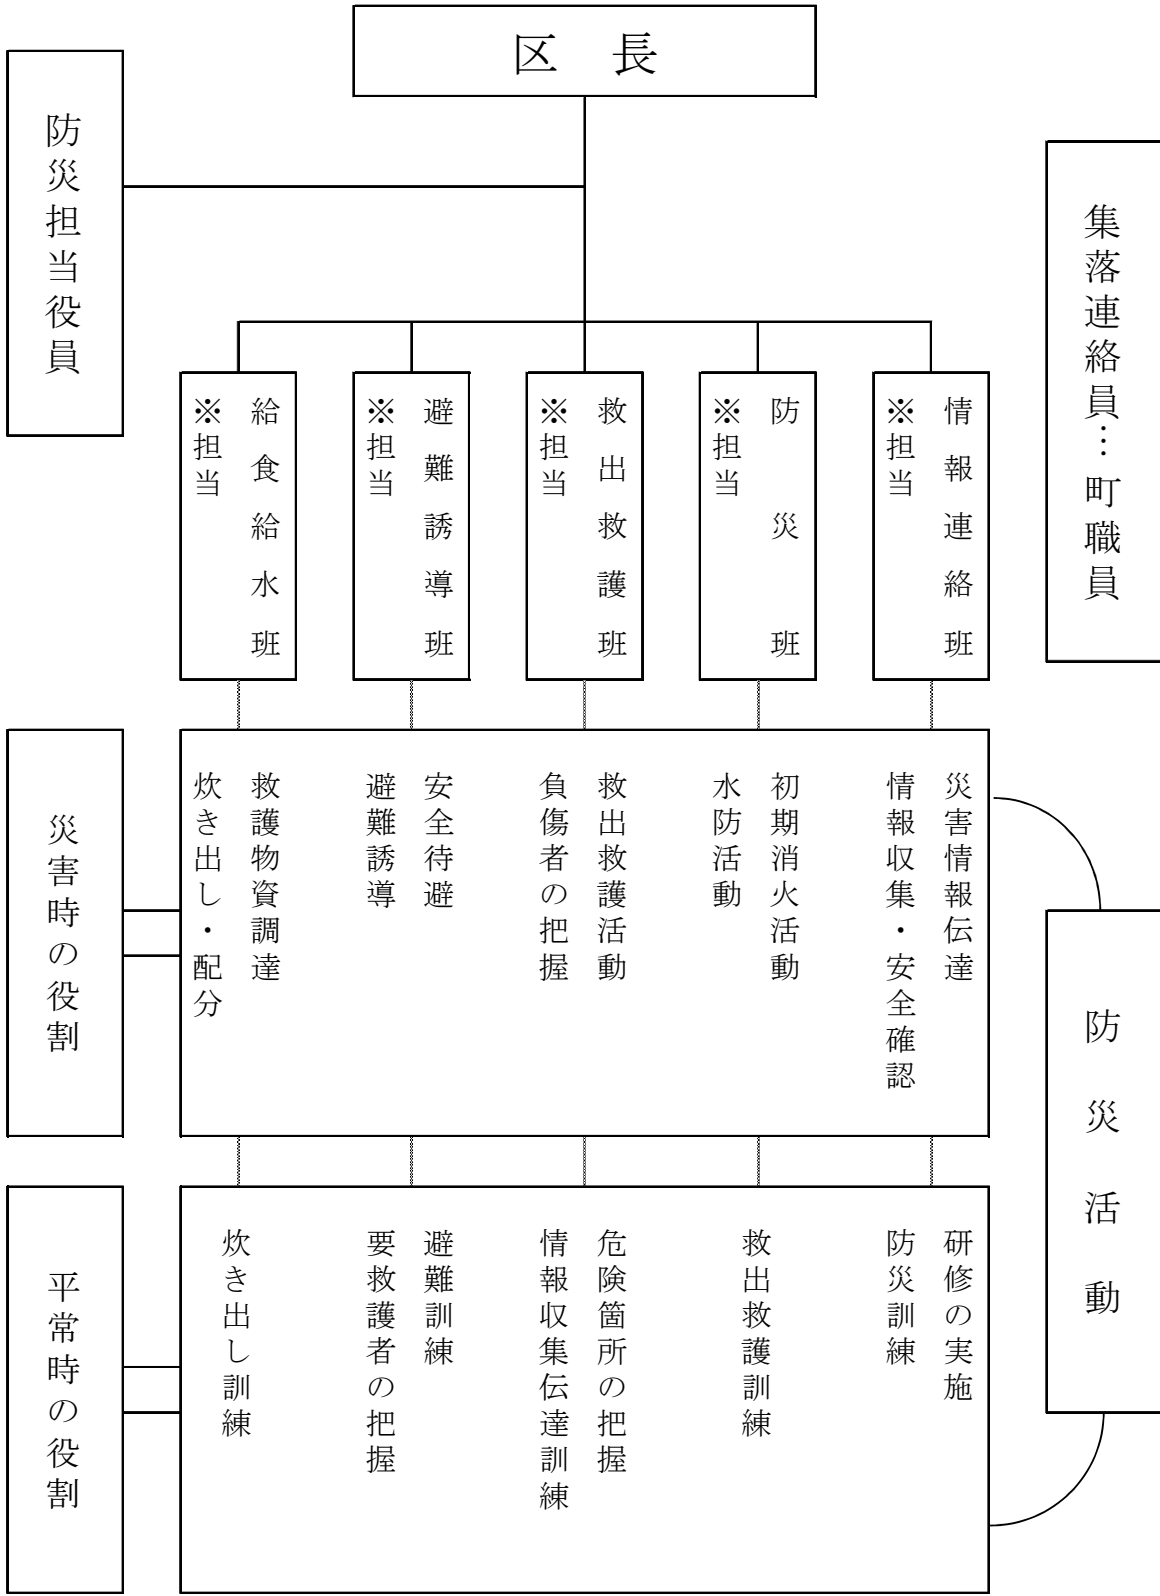 区　長
防災担当役員
集落連絡員…町職員
情報連絡班
※担当
防災班
※担当
救出救護班
※担当
避難誘導班
※担当
給食給水班
※担当
災害時の役割
災害情報伝達
情報収集・安全確認
初期消火活動
水防活動
救出救護活動
負傷者の把握
安全待避
避難誘導
救護物資調達
炊き出し・配分
防災活動
平常時の役割
研修の実施
防災訓練
救出救護訓練
危険箇所の把握
情報収集伝達訓練
避難訓練
要救護者の把握
炊き出し訓練